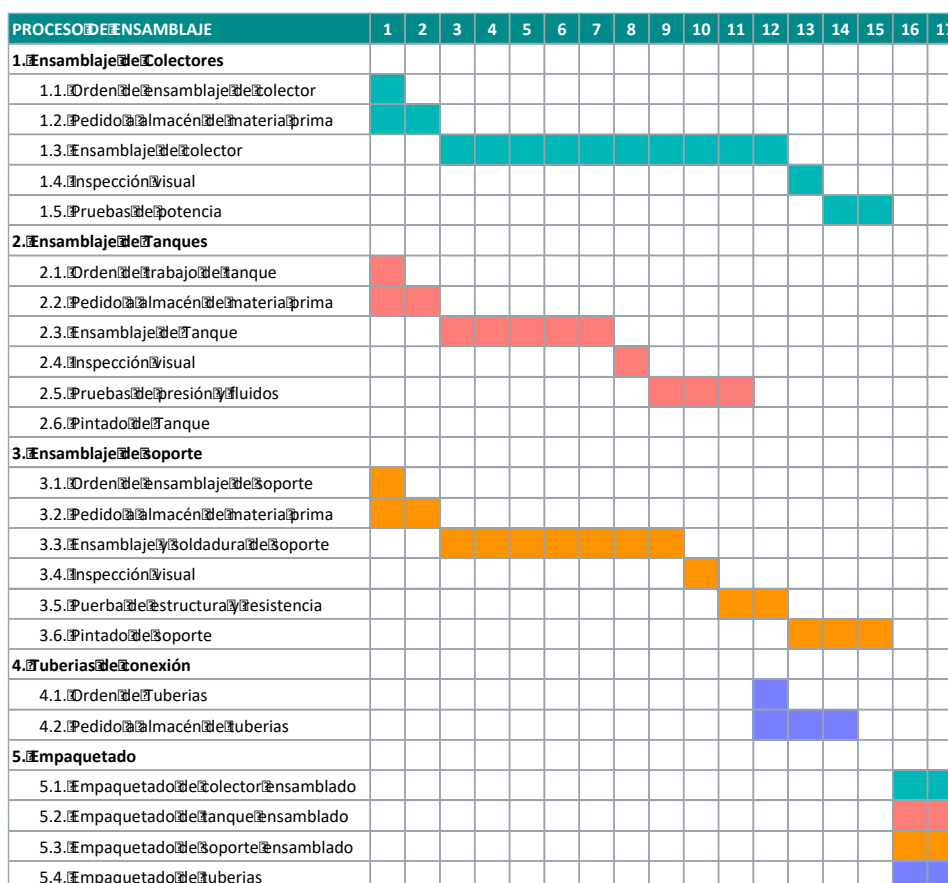 PROCESO DE ENSAMBLAJE 1 2 3 4 5 6 7 8 9 10 11 12 13 14 15 16 17
1. Ensamblaje de Colectores
1.1. Orden de ensamblaje de colector
1.2. Pedido a almacén de materia prima
1.3. Ensamblaje de colector
1.4. Inspección visual
1.5. Pruebas de potencia
2. Ensamblaje de Tanques
2.1. Orden de trabajo de tanque
2.2. Pedido a almacén de materia prima
2.3. Ensamblaje de Tanque
2.4. Inspección visual
2.5. Pruebas de presión y fluidos
2.6. Pintado de Tanque
3. Ensamblaje de soporte
3.1. Orden de ensamblaje de soporte
3.2. Pedido a almacén de materia prima
3.3. Ensamblaje y soldadura de soporte
3.4. Inspección visual
3.5. Puerba de estructura y resistencia
3.6. Pintado de soporte
4. Tuberias de conexión
4.1. Orden de Tuberias
4.2. Pedido a almacén de tuberias
5. Empaquetado
5.1. Empaquetado de colector ensamblado
5.2. Empaquetado de tanque ensamblado
5.3. Empaquetado de soporte ensamblado
5.4. Empaquetado de tuberias